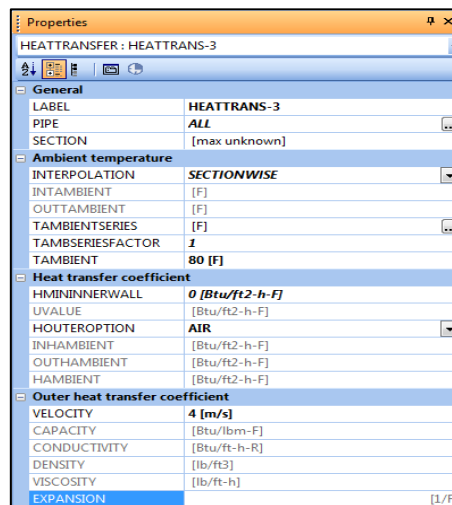 Properties
HEATTRANSFER : HEATTRANS-3
General
LABEL HEATTRANS-3
PIPE ALL ...
SECTION [max unknown]
Ambient temperature
INTERPOLATION SECTIONWISE
INTAMBIENT [F]
OUTTAMBIENT [F]
TAMBIENTSERIES [F] ...
TAMBSERIESFACTOR 1
TAMBIENT 80 [F]
Heat transfer coefficient
HMININNERWALL 0 [Btu/ft2-h-F]
UVALUE [Btu/ft2-h-F]
HOUTEROPTION AIR
INHAMBIENT [Btu/ft2-h-F]
OUTHAMBIENT [Btu/ft2-h-F]
HAMBIENT [Btu/ft2-h-F]
Outer heat transfer coefficient
VELOCITY 4 [m/s]
CAPACITY [Btu/lbm-F]
CONDUCTIVITY [Btu/ft-h-R]
DENSITY [lb/ft3]
VISCOSITY [lb/ft-h]
EXPANSION [1/F